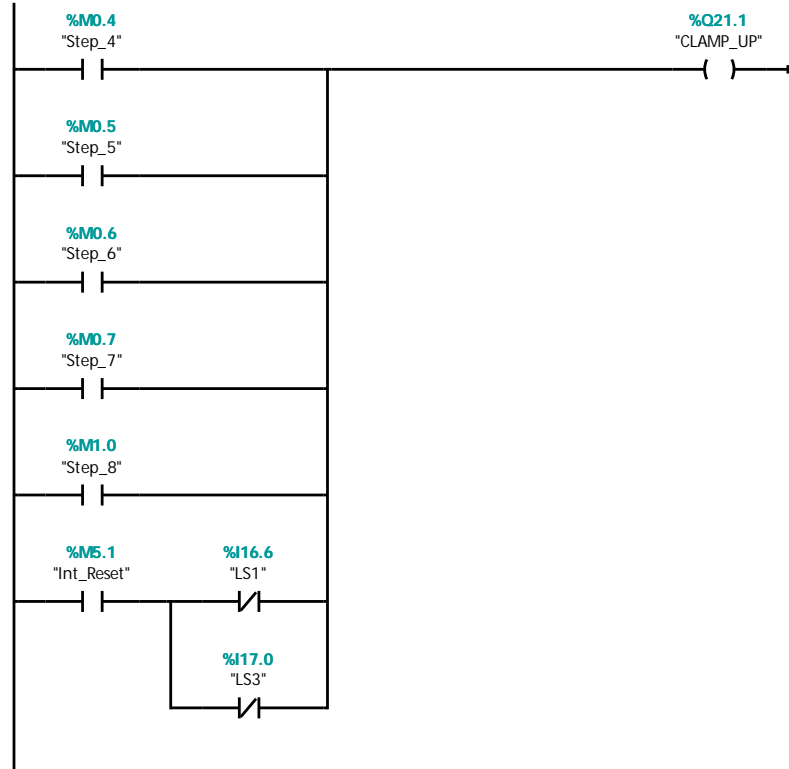 %M0.4
"Step_4"
%Q21.1
"CLAMP_UP"
%M0.5
"Step_5"
%M0.6
"Step_6"
%M0.7
"Step_7"
%M1.0
"Step_8"
%M5.1
"Int_Reset"
%I16.6
"LS1"
%I17.0
"LS3"